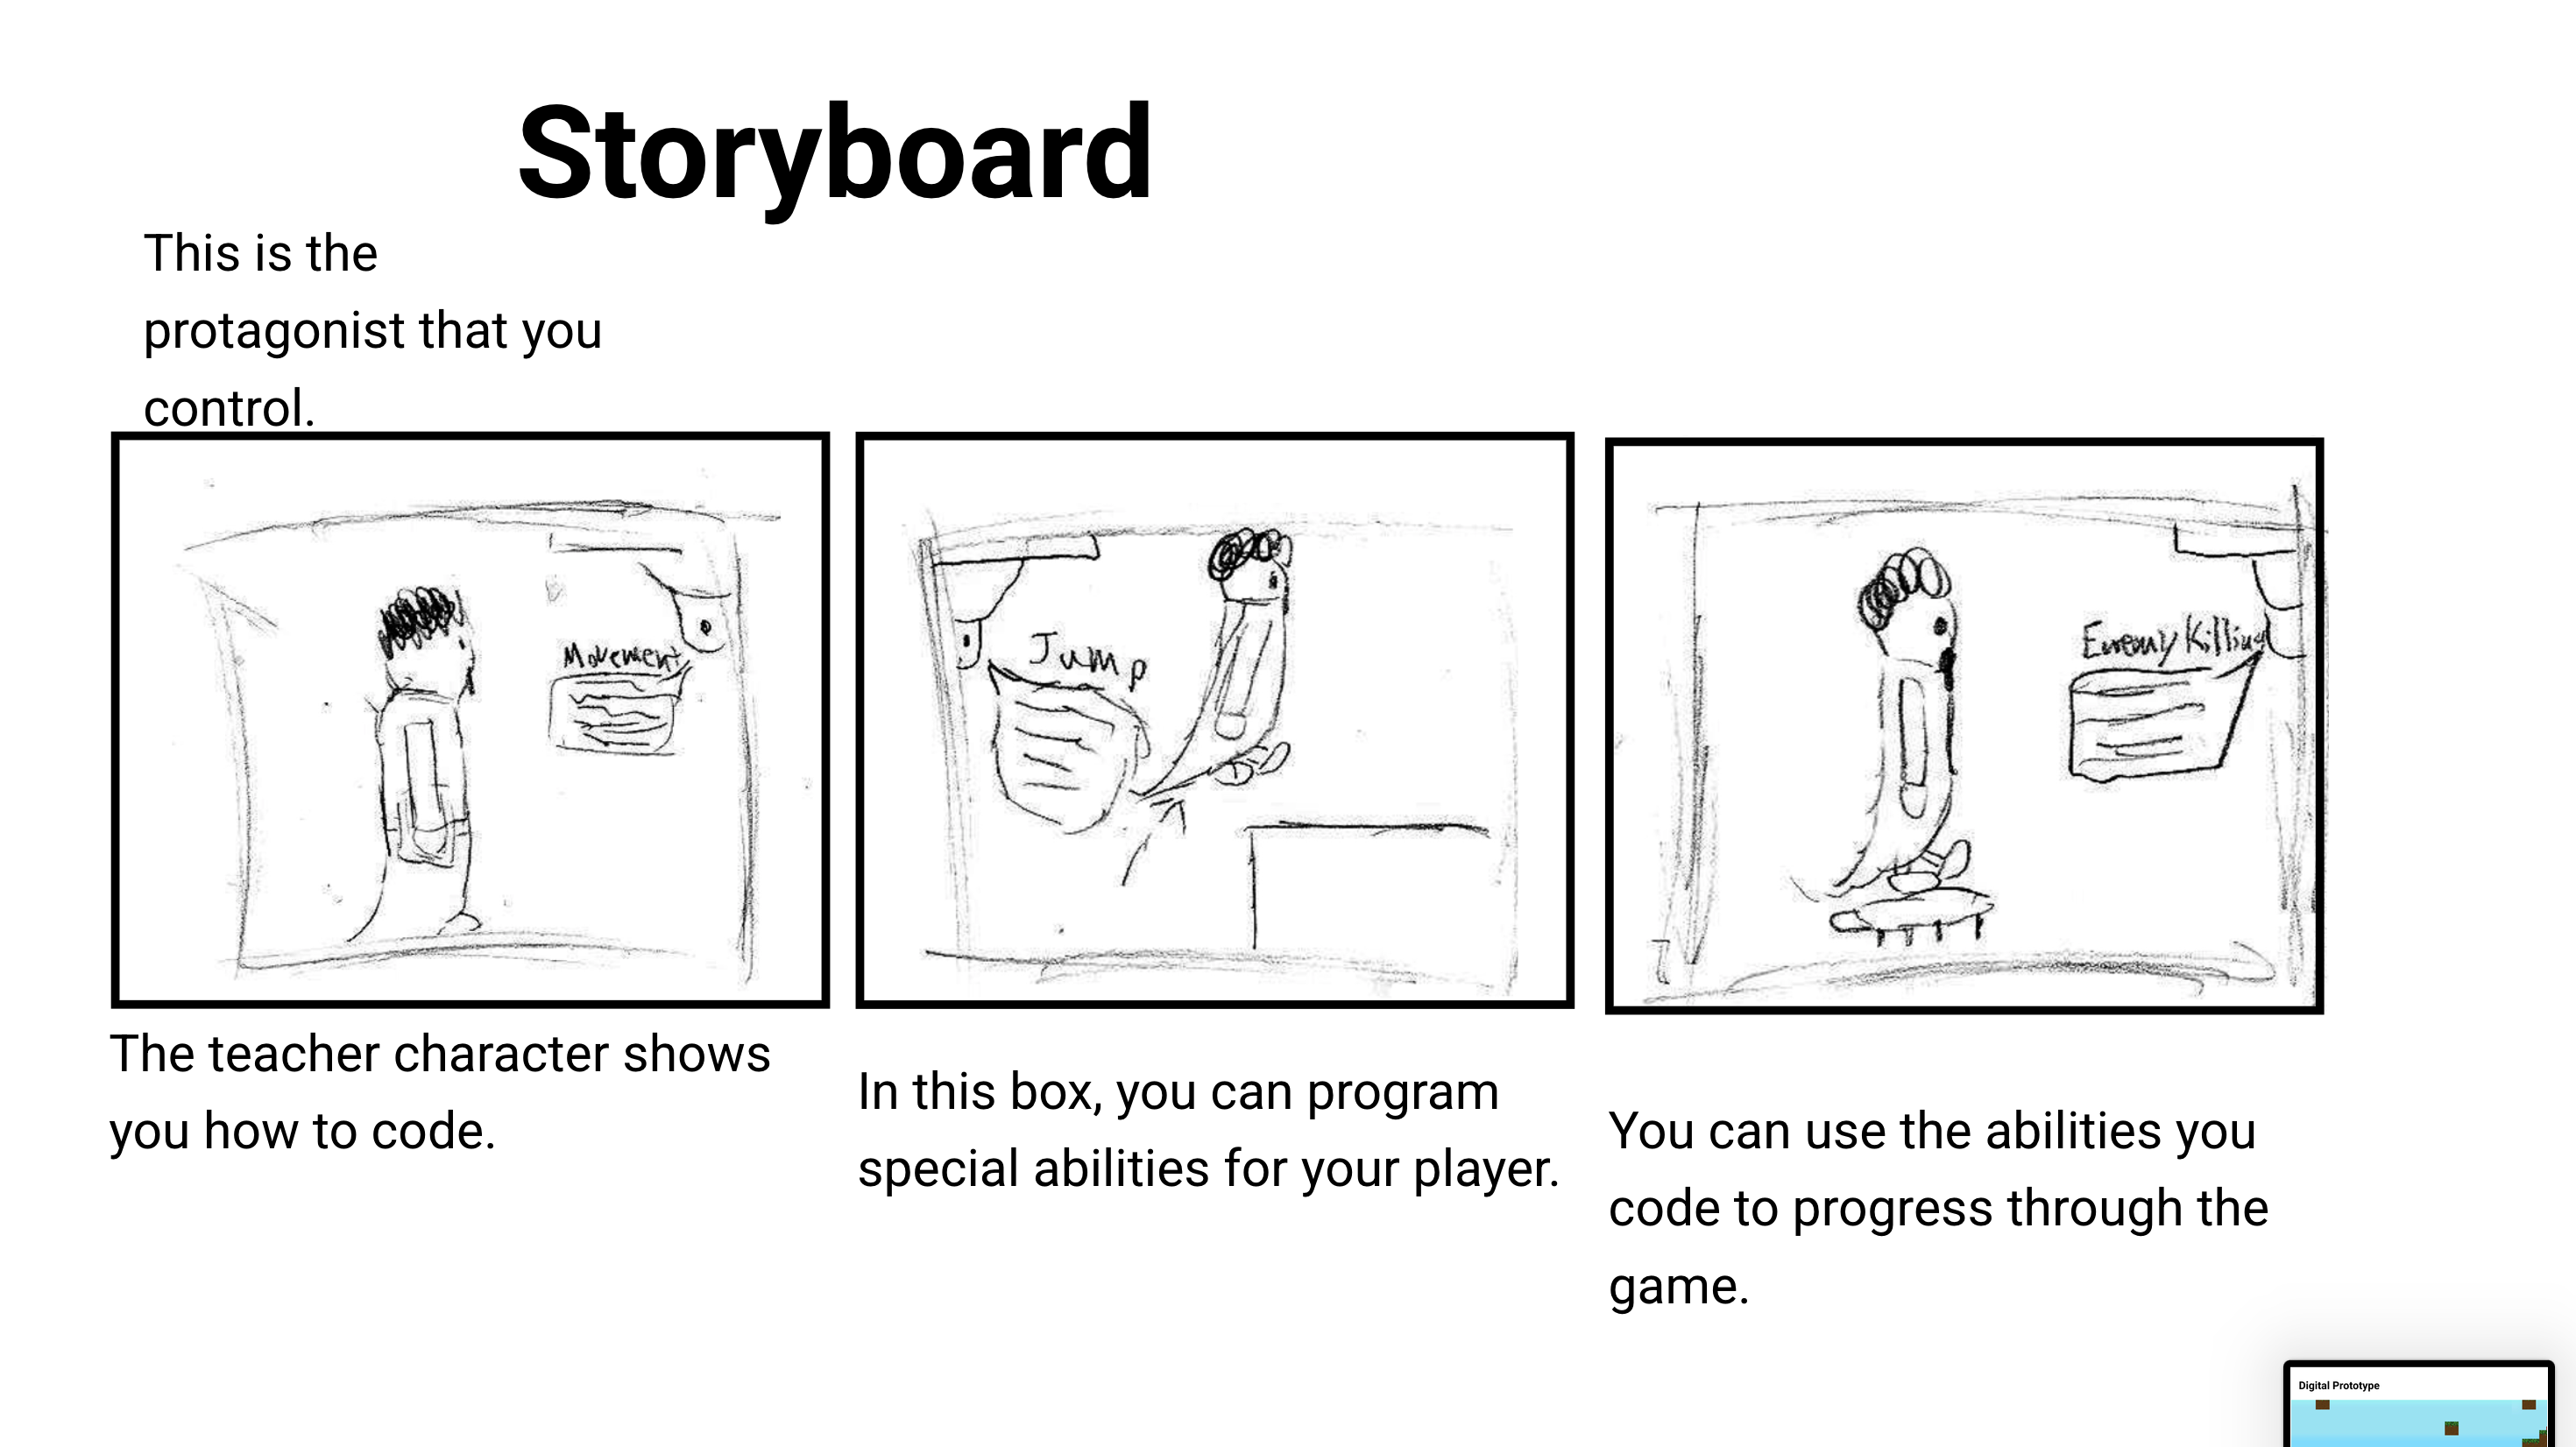 Storyboard
This is the
protagonist that you
control.
Movement
Jump
Enemy Killing
The teacher character shows
you how to code.
In this box, you can program
special abilities for your player.
You can use the abilities you
code to progress through the
game.
Digital Prototype